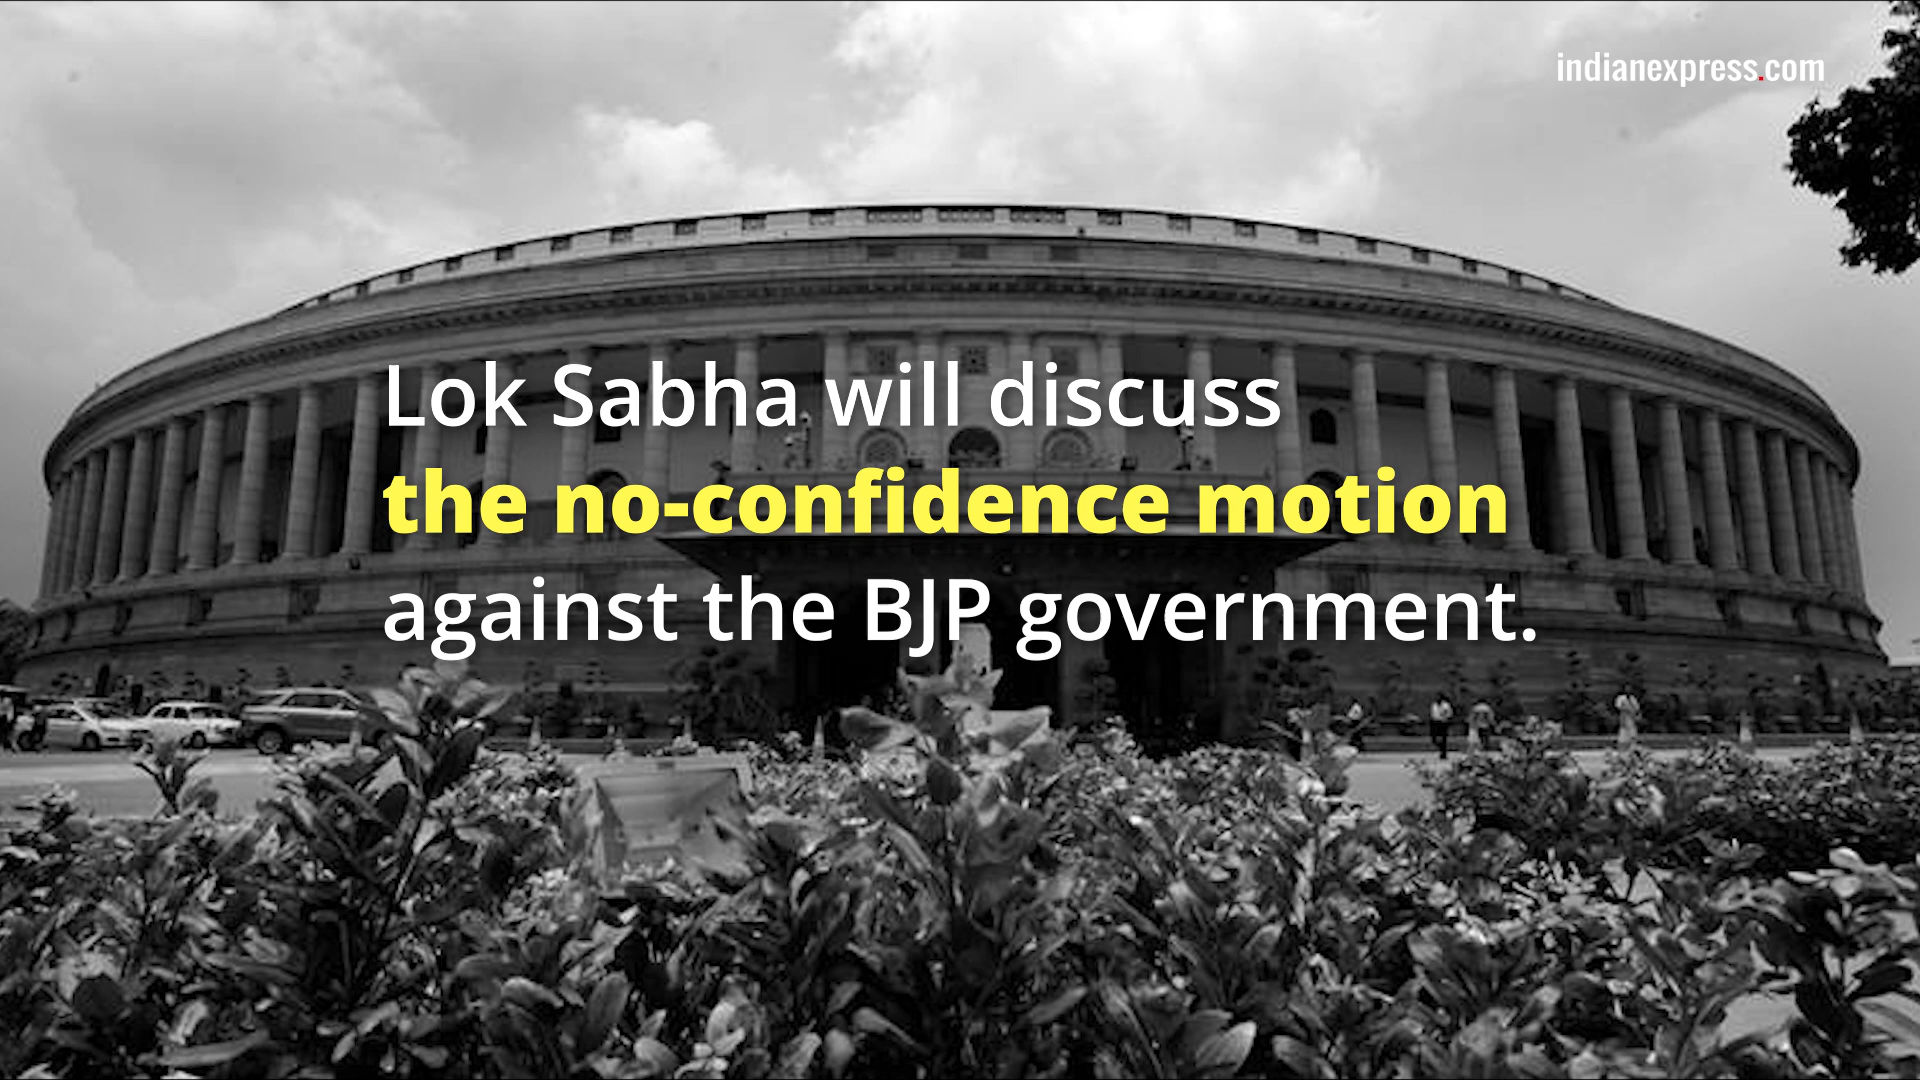 indianexpress.com
Lok Sabha will discuss
the no-confidence motion
against the BJP government.